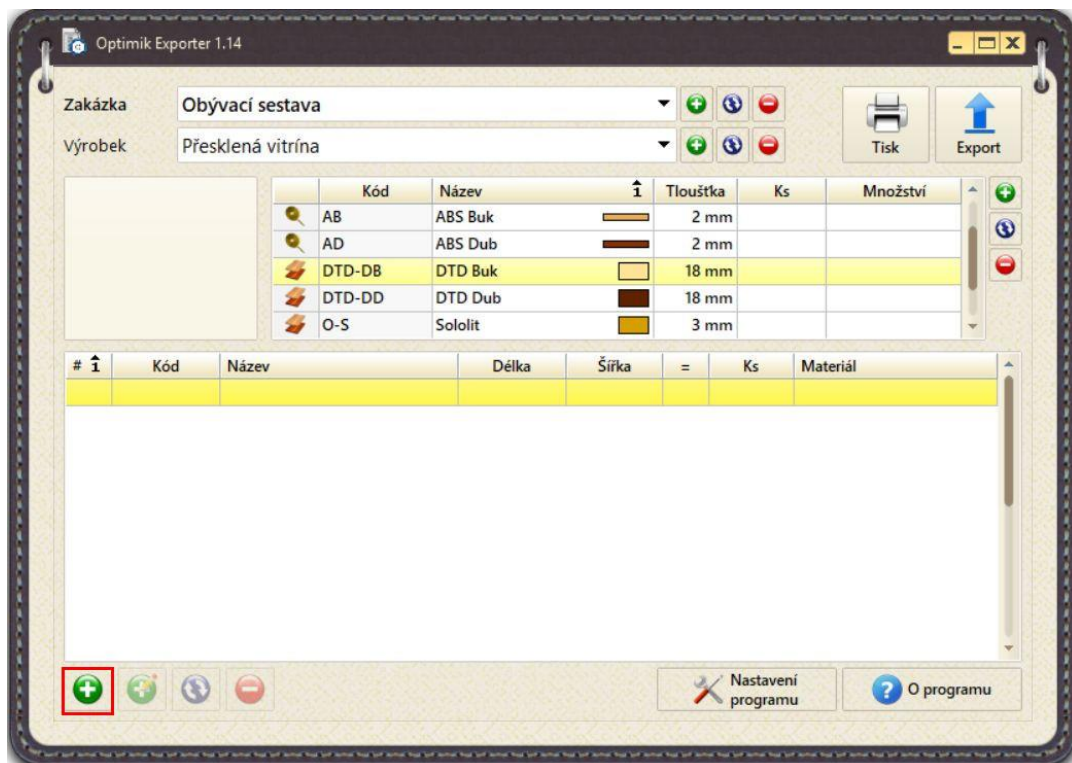 Optimik Exporter 1.14
Zakázka Obývací sestava
Výrobek Přesklená vitrína
Tisk Export
Kód Název 1 Tloušťka Ks Množství
AB ABS Buk 2 mm
AD ABS Dub 2 mm
DTD-DB DTD Buk 18 mm
DTD-DD DTD Dub 18 mm
O-S Sololit 3 mm
# 1 Kód Název Délka Šířka = Ks Materiál
Nastavení
programu
? O programu